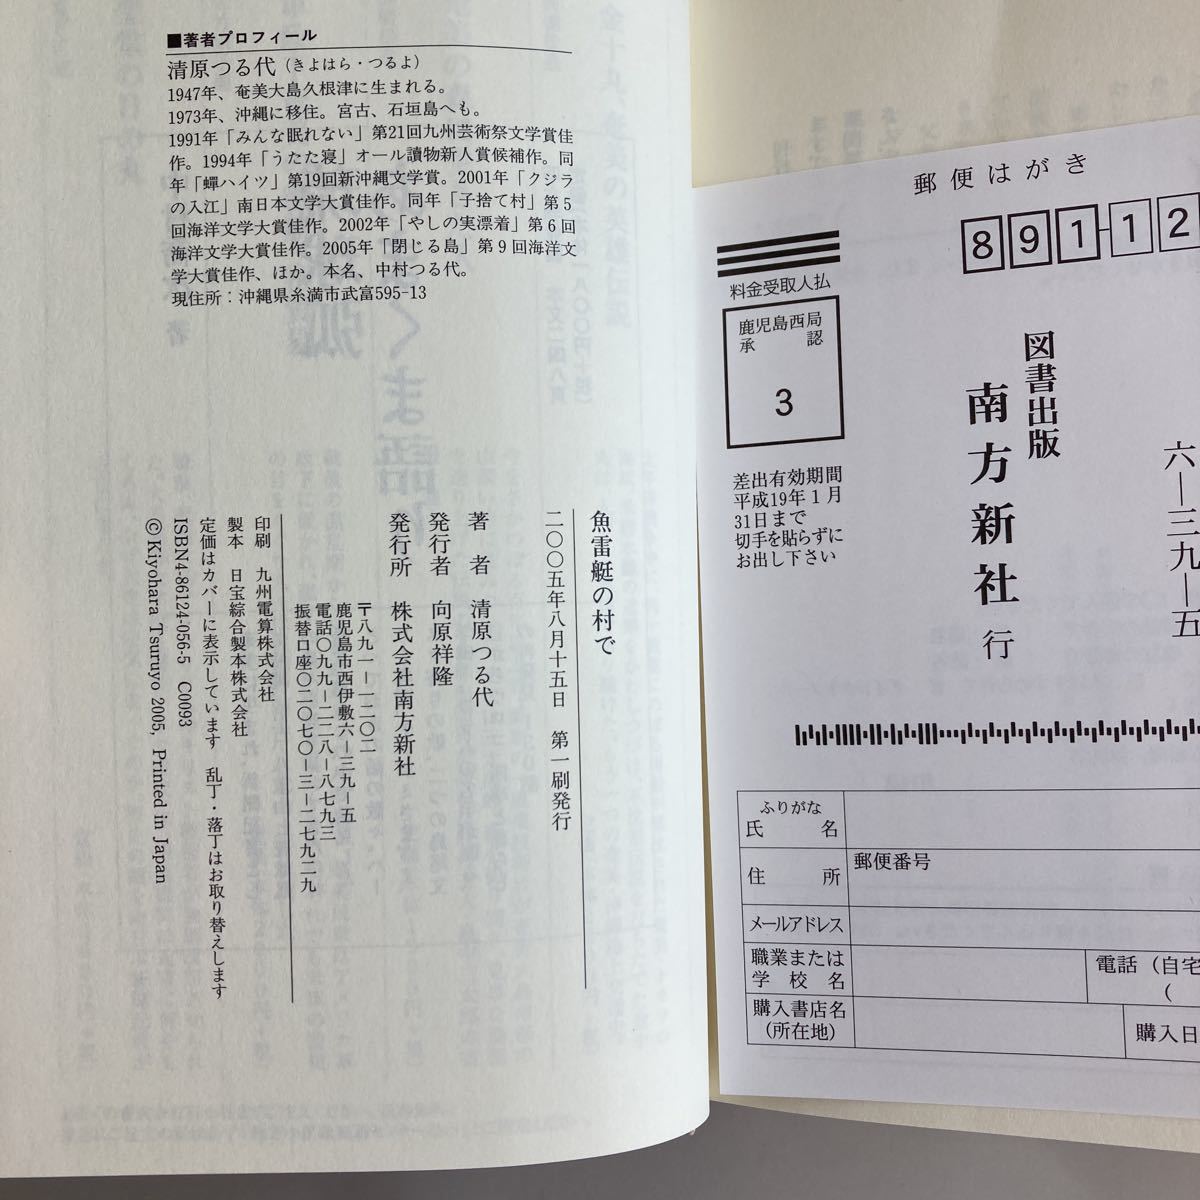 ■著者プロフィール
清原つる代（きよはら・つるよ）
1947年、奄美大島久根津に生まれる。
1973年、沖縄に移住。宮古、石垣島へも。
1991年「みんな眠れない」第21回九州芸術祭文学賞佳
作。1994年「うたた寝」オール讀物新人賞候補作。同
年「蟬ハイツ」第19回新沖縄文学賞。2001年「クジラ
の入江」南日本文学大賞佳作。同年「子捨て村」第5
回海洋文学大賞佳作。2002年「やしの実漂着」第6回
海洋文学大賞佳作。2005年「閉じる島」第9回海洋文
学大賞佳作、ほか。本名、中村つる代。
現住所：沖縄県糸満市武富595-13
魚雷艇の村で
二〇〇五年八月十五日　第一刷発行
著　者　清原つる代
発行者　向原祥隆
発行所　株式会社南方新社
〒八九一―一二〇二
鹿児島市西伊敷六―三九―五
電話〇九九―二二八―八七九三
振替口座〇二〇七〇―三―二七九二九
印刷　九州電算株式会社
製本　日宝綜合製本株式会社
定価はカバーに表示しています　乱丁・落丁はお取り替えします
ISBN4-86124-056-5 C0093
©Kiyohara Tsuruyo 2005, Printed in Japan
郵便はがき
891-12
料金受取人払
鹿児島西局
承　認
3
差出有効期間
平成19年1月
31日まで
切手を貼らずに
お出し下さい
六―三九―五
図書出版
南方新社 行
ふりがな
氏　名
住　所
郵便番号
メールアドレス
職業または
学校名
電話（自宅
（
購入書店名
（所在地）
購入日